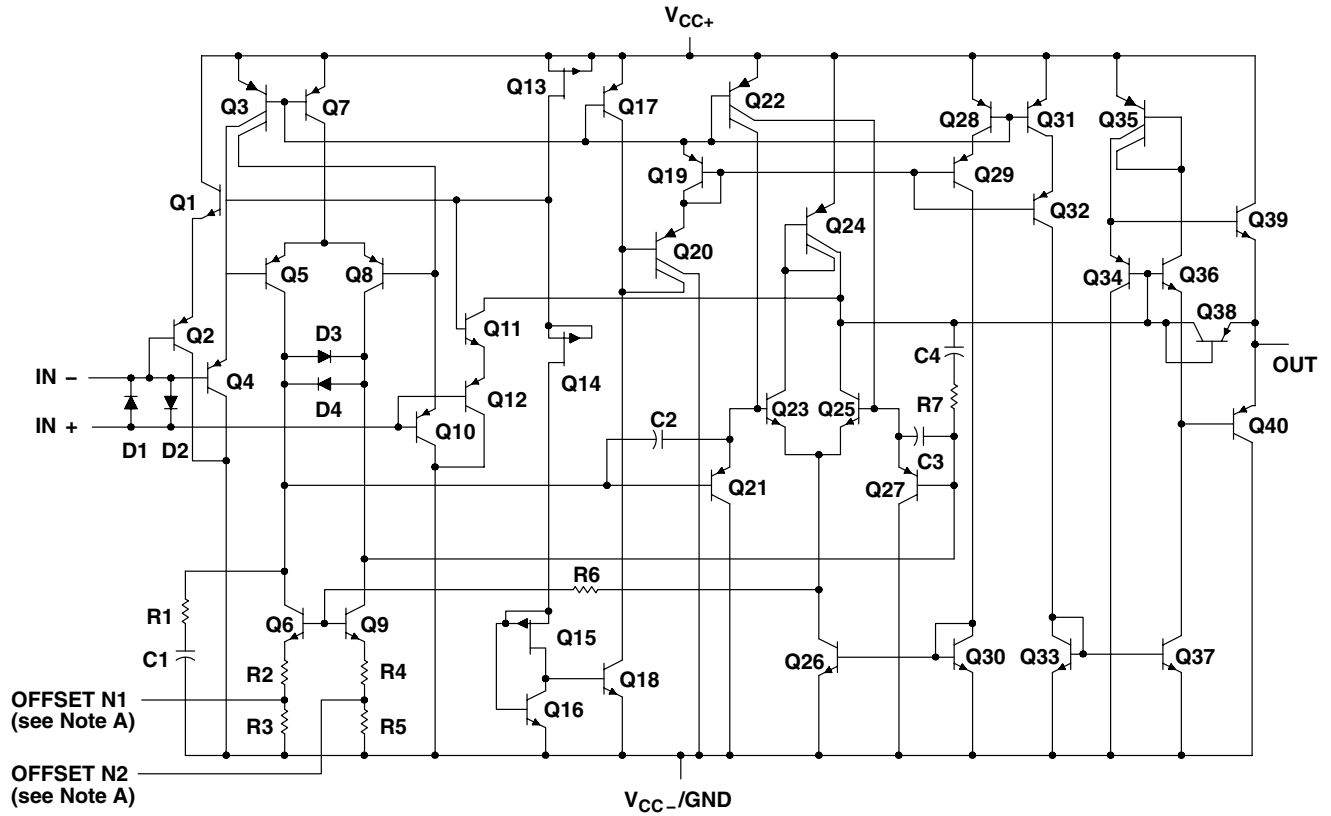 VCC+
Q3
Q7
Q13
Q17
Q22
Q28
Q31
Q35
Q1
Q19
Q29
Q32
Q39
Q24
Q20
Q5
Q8
Q34
Q36
Q38
Q2
D3
Q11
Q14
C4
OUT
IN −
Q4
D4
Q12
R7
IN +
Q10
Q23
Q25
Q40
D1
D2
C2
C3
Q21
Q27
R6
R1
Q6
Q9
Q15
Q26
Q30
Q33
Q37
C1
R2
R4
Q18
OFFSET N1
(see Note A)
R3
R5
Q16
OFFSET N2
(see Note A)
VCC−/GND